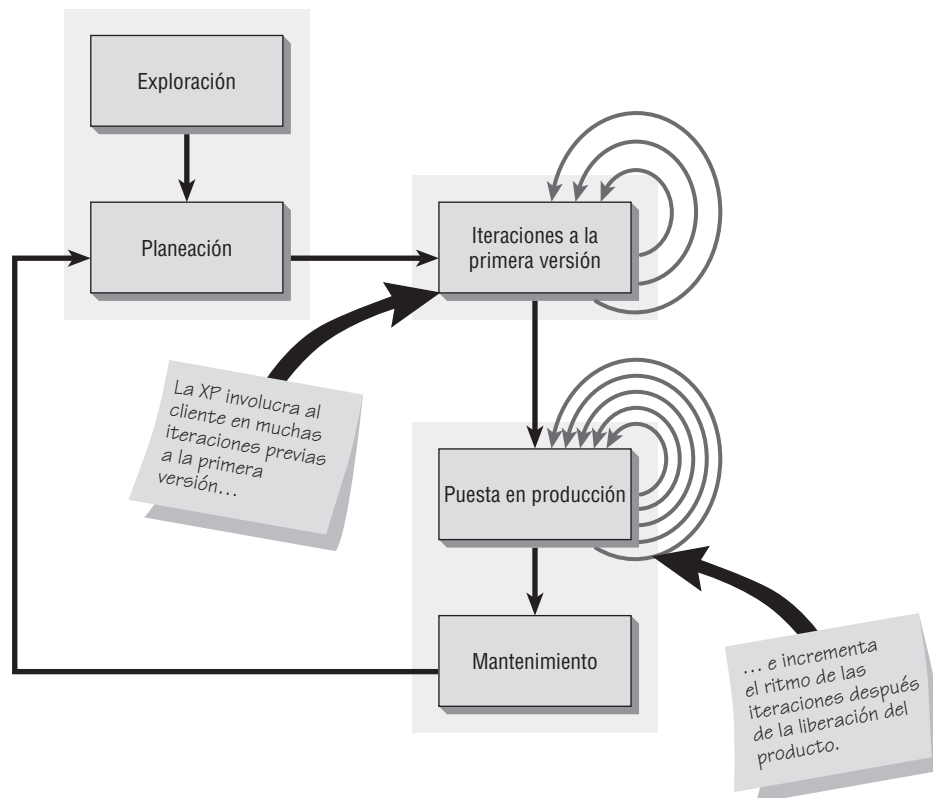 Exploración
Planeación
Iteraciones a la
primera versión
La XP involucra al
cliente en muchas
iteraciones previas
a la primera
versión…
Puesta en producción
Mantenimiento
… e incrementa
el ritmo de las
iteraciones después
de la liberación del
producto.